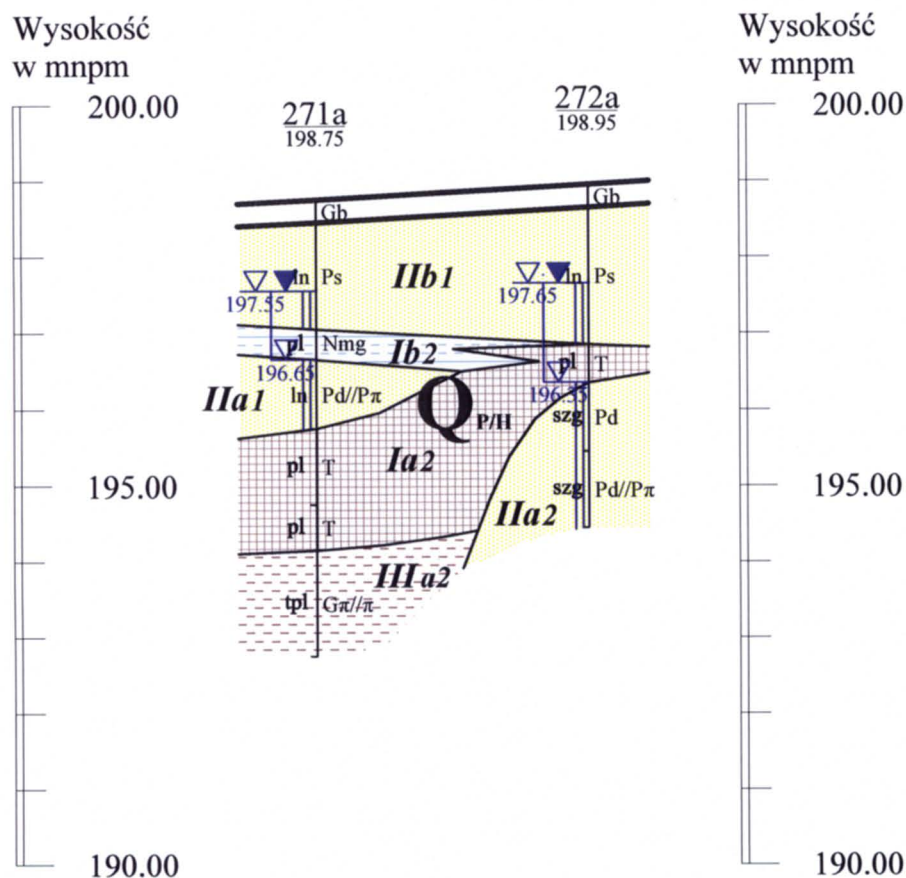 Wysokość
w mnpm
Wysokość
w mnpm
200.00
200.00
271a
198.75
272a
198.95
Gb
Gb
ln Ps
IIb1
ln Ps
197.55
197.65
pl Nmg
Ib2
pl T
196.65
196.35
IIa1
ln Pd//Pπ
Q P/H
szg Pd
pl T
Ia2
195.00
195.00
szg Pd//Pπ
IIa2
pl T
IIIa2
tpl Gπ//π
190.00
190.00